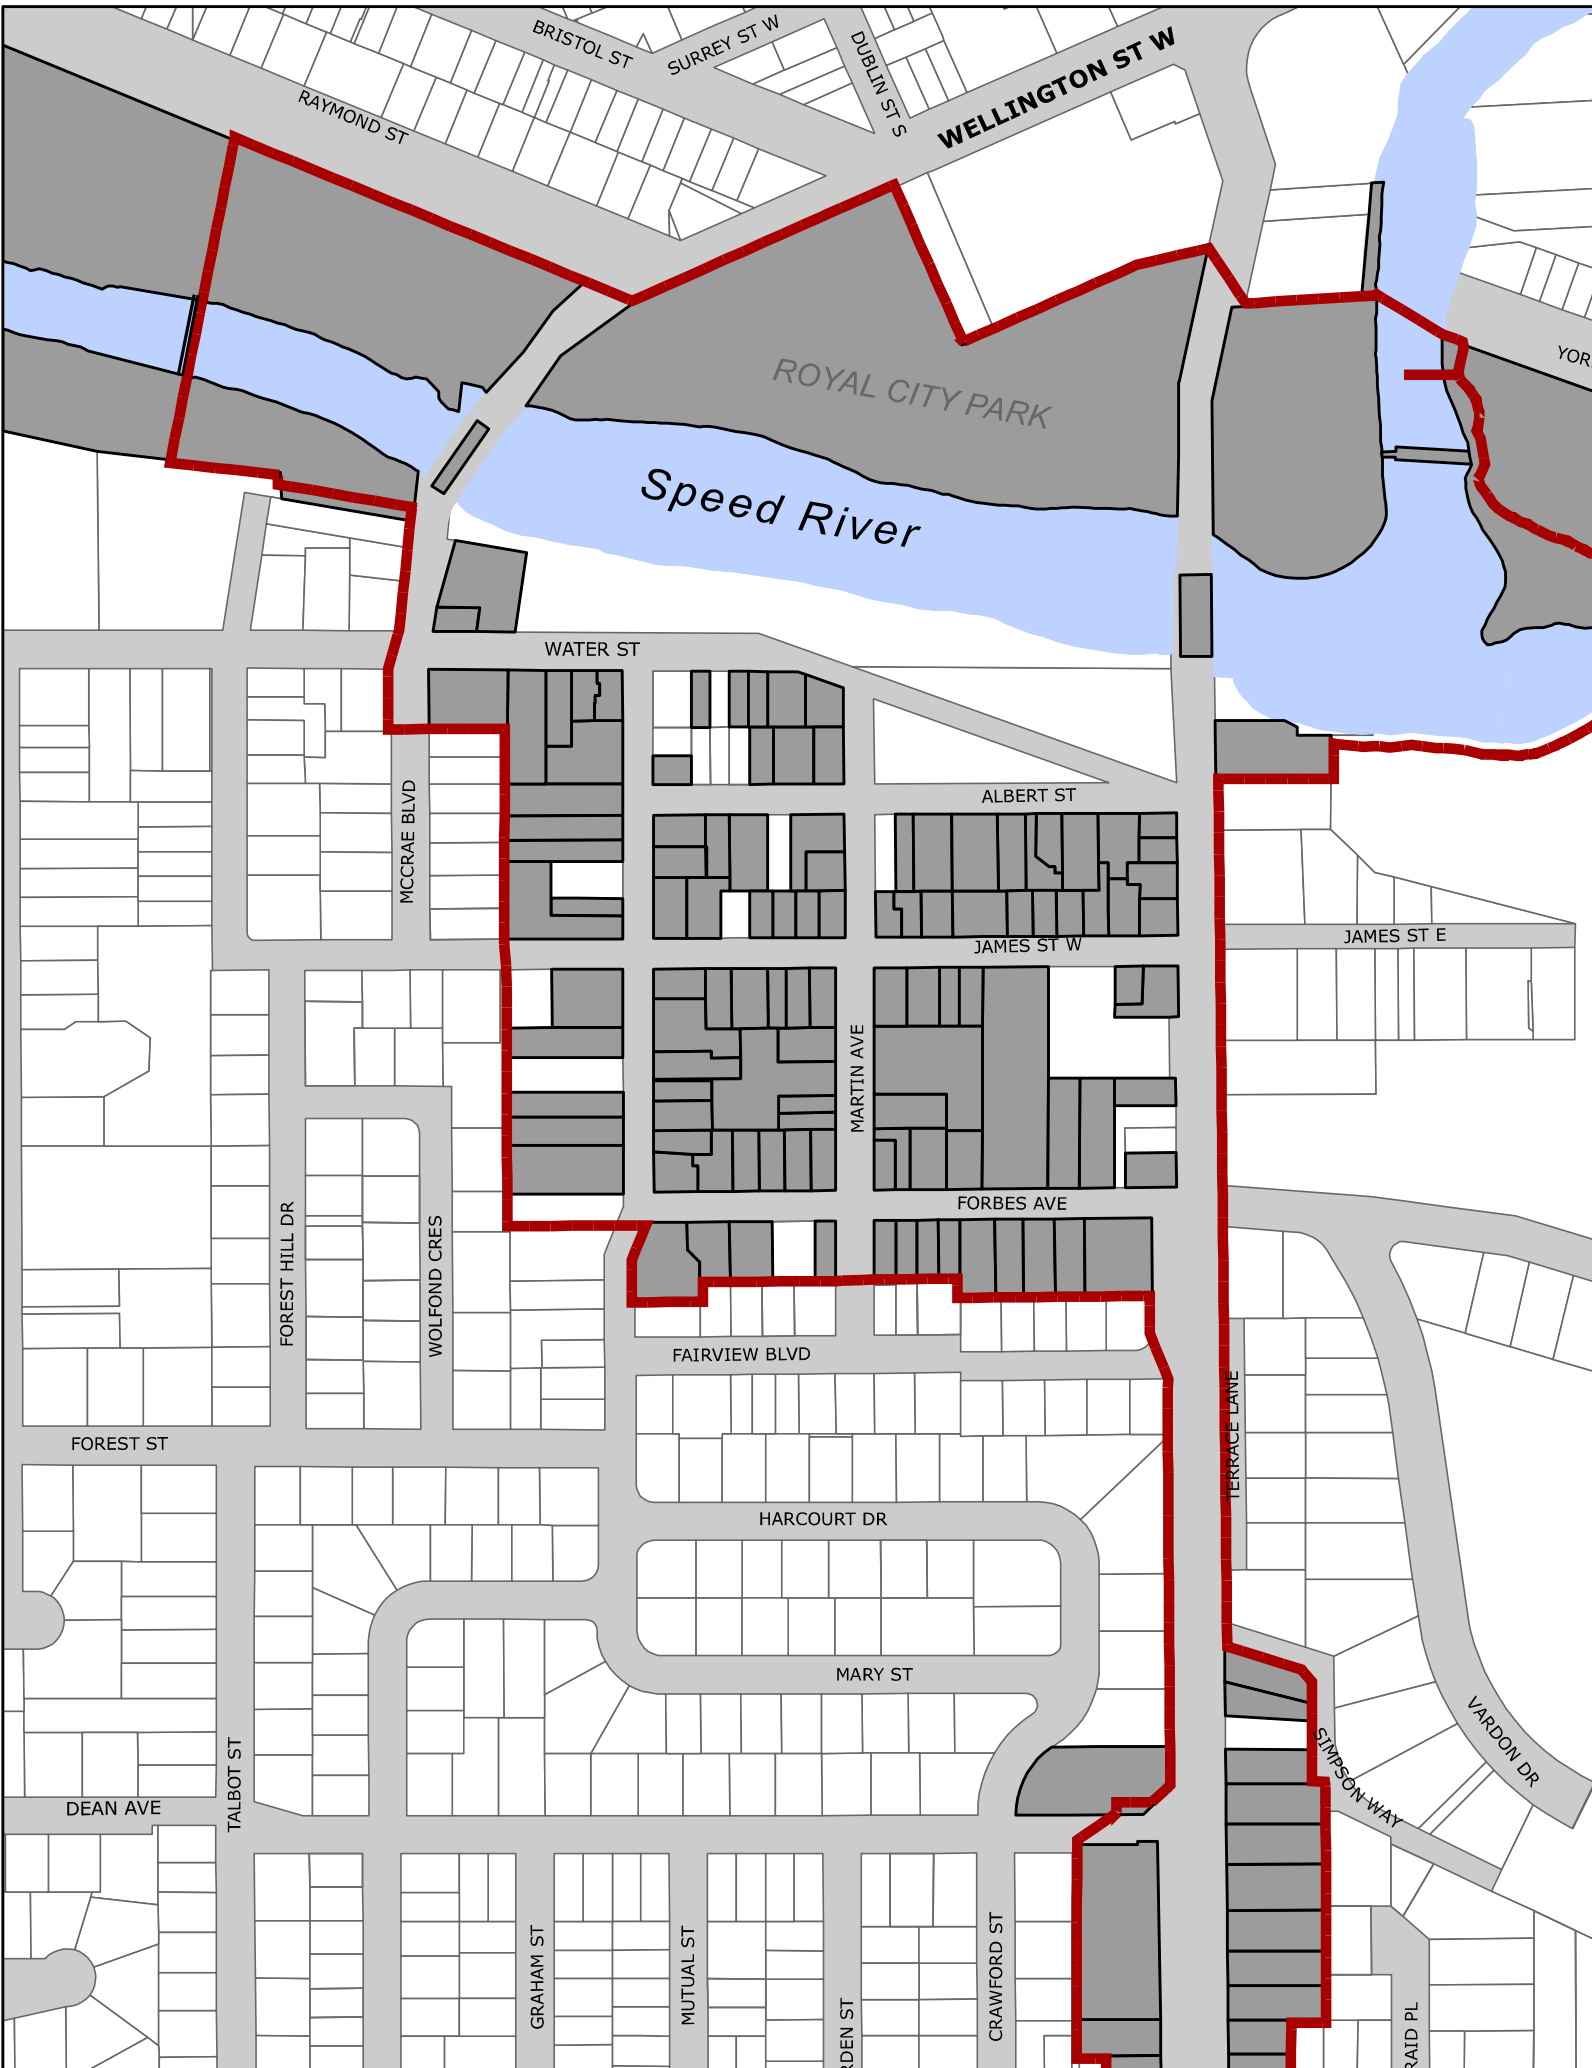 BRISTOL ST
SURREY ST W
DUBLIN ST S
WELLINGTON ST W
RAYMOND ST
ROYAL CITY PARK
Speed River
WATER ST
ALBERT ST
MCCRAE BLVD
JAMES ST E
JAMES ST W
MARTIN AVE
FORBES AVE
FOREST HILL DR
WOLFOND CRES
FAIRVIEW BLVD
TERRACE LANE
FOREST ST
HARCOURT DR
MARY ST
VARDON DR
SIMPSON WAY
TALBOT ST
DEAN AVE
GRAHAM ST
MUTUAL ST
CRAWFORD ST